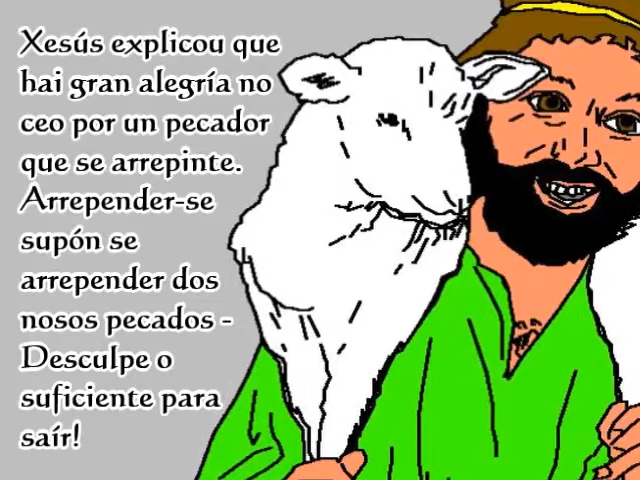 Xesús explicou que
hai gran alegría no
ceo por un pecador
que se arrepinte.
Arrepender-se
supón se
arrepender dos
nosos pecados -
Desculpe o
suficiente para
saír!